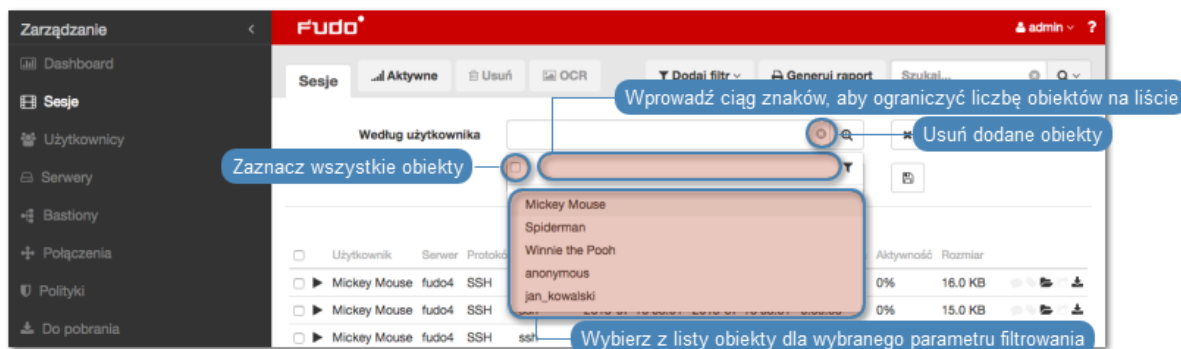 Zarządzanie
FUDO
admin ?
Dashboard
Sesje
Aktywne
Usuń
OCR
Dodaj filtr
Generuj raport
Szukaj...
Wprowadź ciąg znaków, aby ograniczyć liczbę obiektów na liście
Sesje
Według użytkownika
Usuń dodane obiekty
Użytkownicy
Zaznacz wszystkie obiekty
Serwery
Mickey Mouse
Bastiony
Spiderman
Winnie the Pooh
Połączenia
Użytkownik Serwer Aktywność Rozmiar
anonymous
Mickey Mouse fudo4 SSH 0% 16.0 KB
Polityki
jan_kowalski
Mickey Mouse fudo4 SSH 0% 15.0 KB
Do pobrania
Mickey Mouse fudo4 SSH ssh
Wybierz z listy obiekty dla wybranego parametru filtrowania